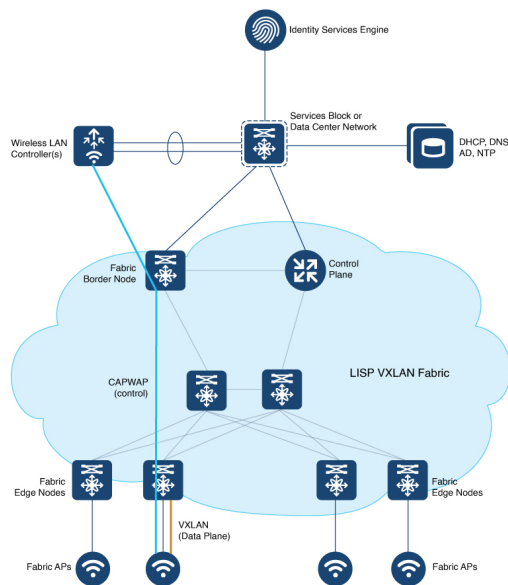 Identity Services Engine
Services Block or
Data Center Network
Wireless LAN
Controller(s)
DHCP, DNS
AD, NTP
Fabric
Border Node
Control
Plane
LISP VXLAN Fabric
CAPWAP
(control)
Fabric
Edge Nodes
Fabric
Edge Nodes
VXLAN
(Data Plane)
Fabric APs
Fabric APs